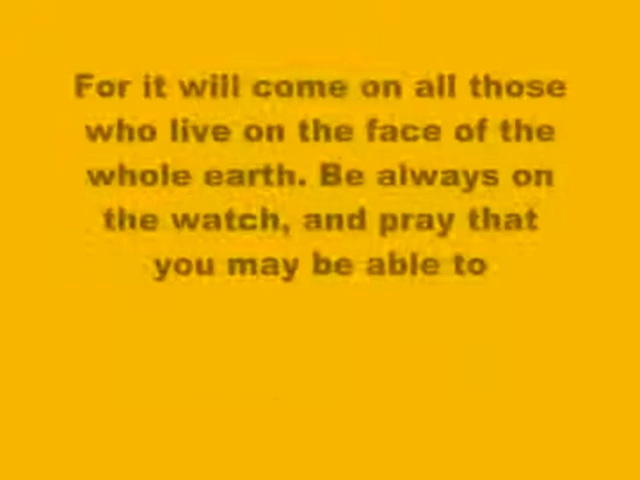 For it will come on all those
who live on the face of the
whole earth. Be always on
the watch, and pray that
you may be able to